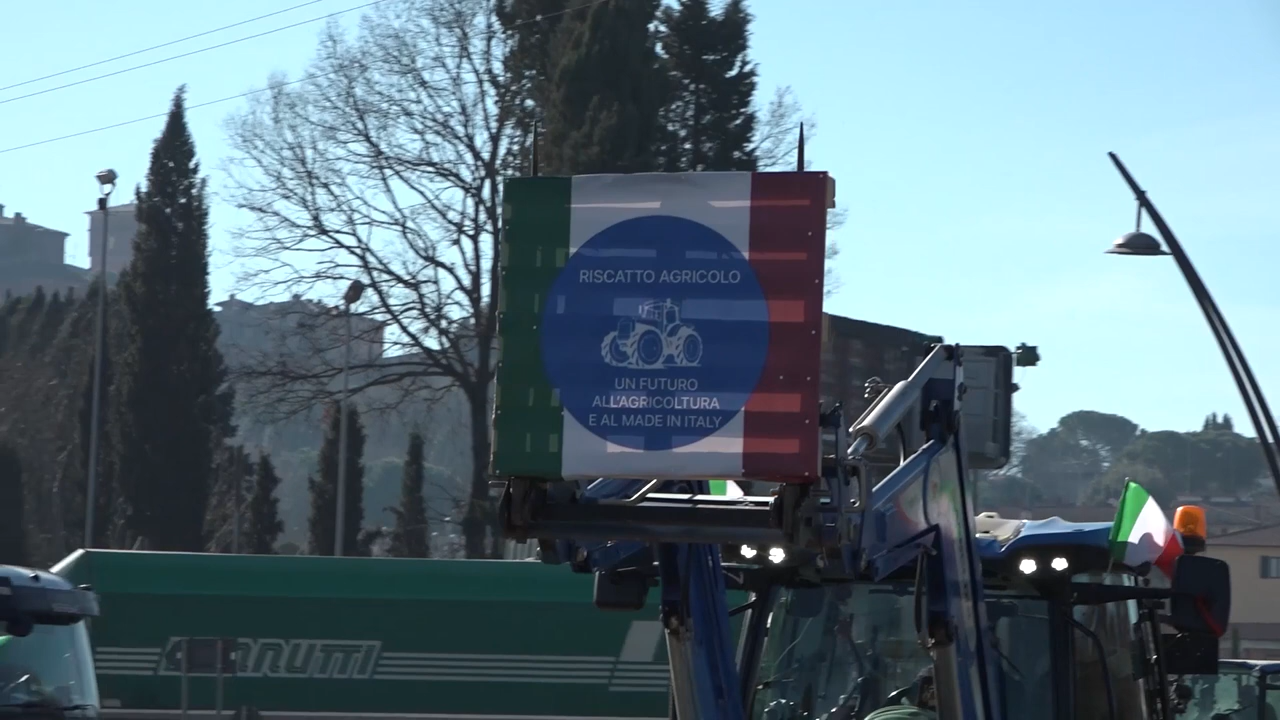 RISCATTO AGRICOLO
UN FUTURO
ALL'AGRICOLTURA
E AL MADE IN ITALY